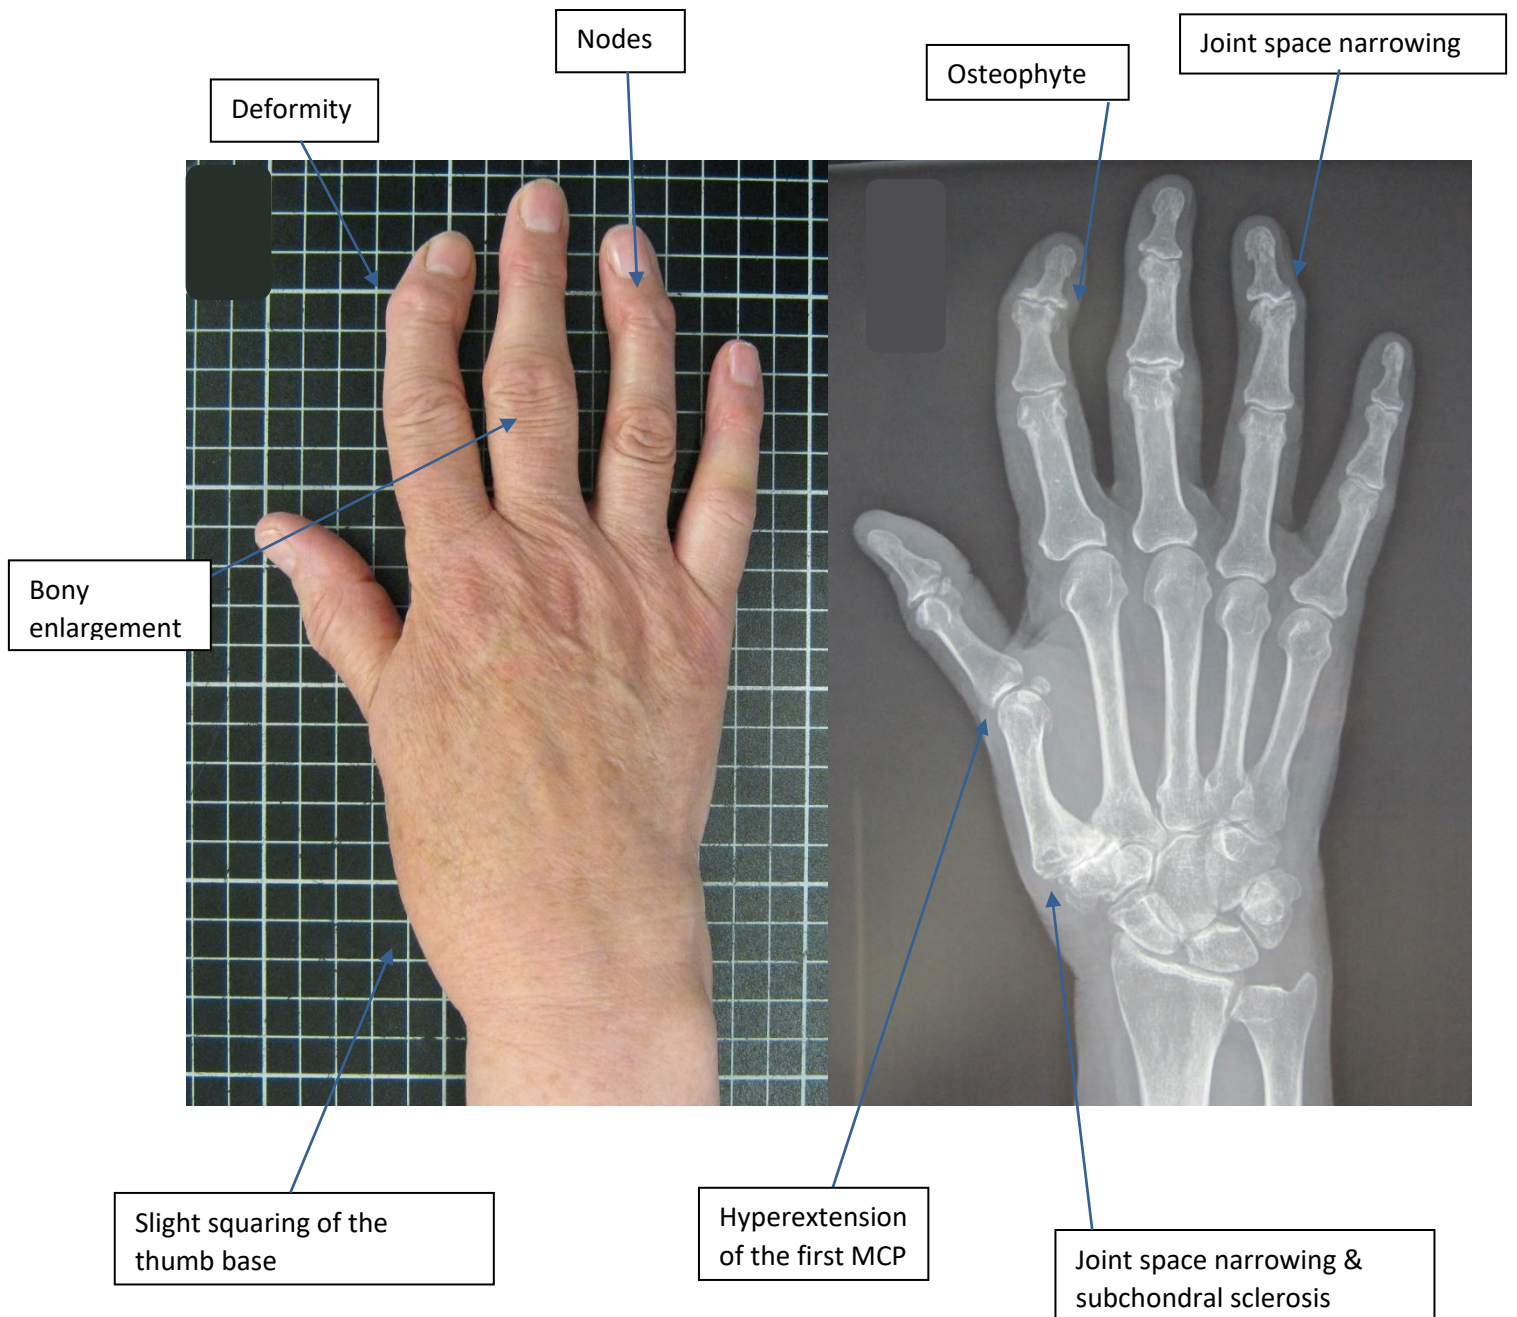 Nodes
Joint space narrowing
Osteophyte
Deformity
Bony
enlargement
Slight squaring of the
thumb base
Hyperextension
of the first MCP
Joint space narrowing &
subchondral sclerosis